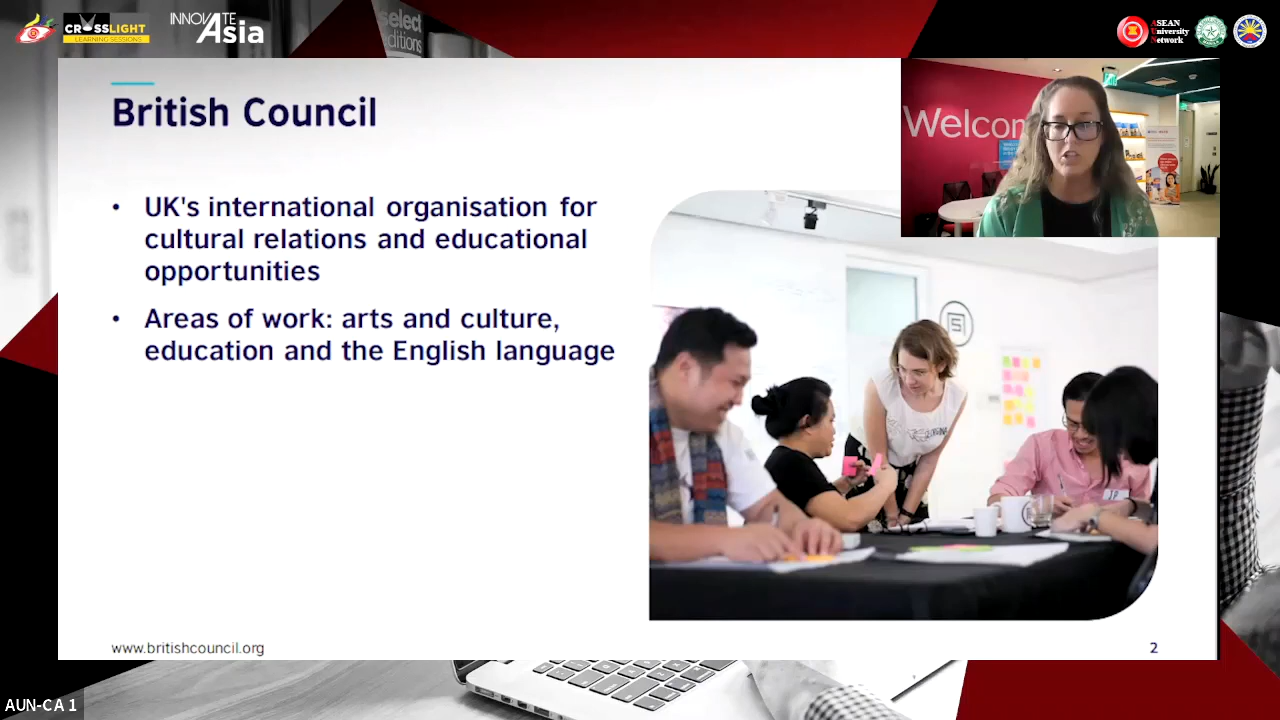 CROSSLIGHT
LEARNING SESSIONS
INNOVATE
Asia
select
ditions
ASEAN
University
Network
British Council
Welcom
• UK's international organisation for
cultural relations and educational
opportunities
• Areas of work: arts and culture,
education and the English language
www.britishcouncil.org
2
AUN-CA 1